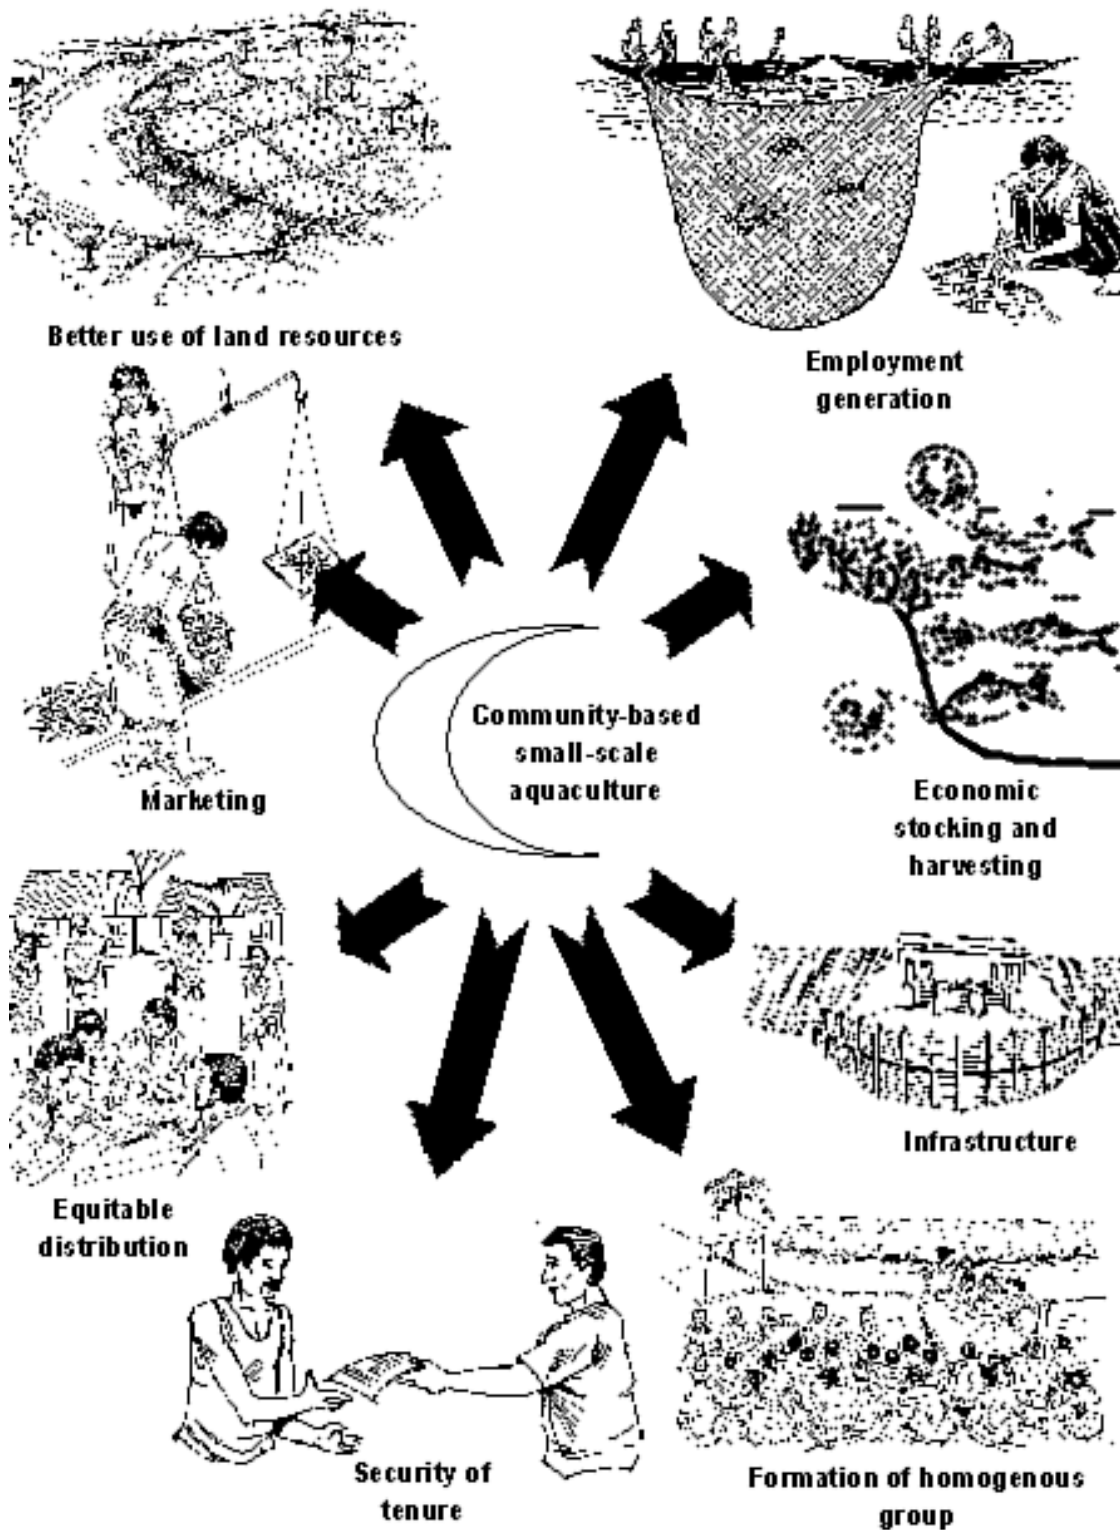 Better use of land resources
Employment
generation
Marketing
Community-based
small-scale
aquaculture
Economic
stocking and
harvesting
Equitable
distribution
Infrastructure
Security of
tenure
Formation of homogenous
group